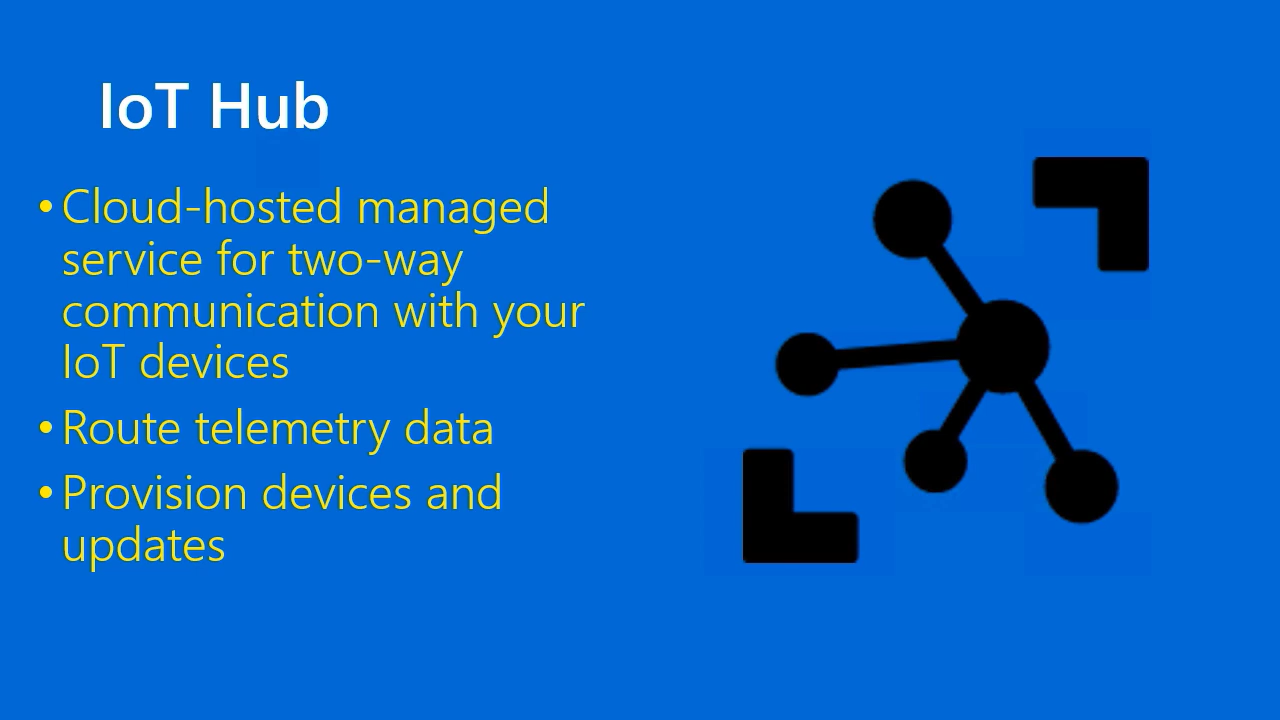 IoT Hub
• Cloud-hosted managed
service for two-way
communication with your
IoT devices
• Route telemetry data
• Provision devices and
updates